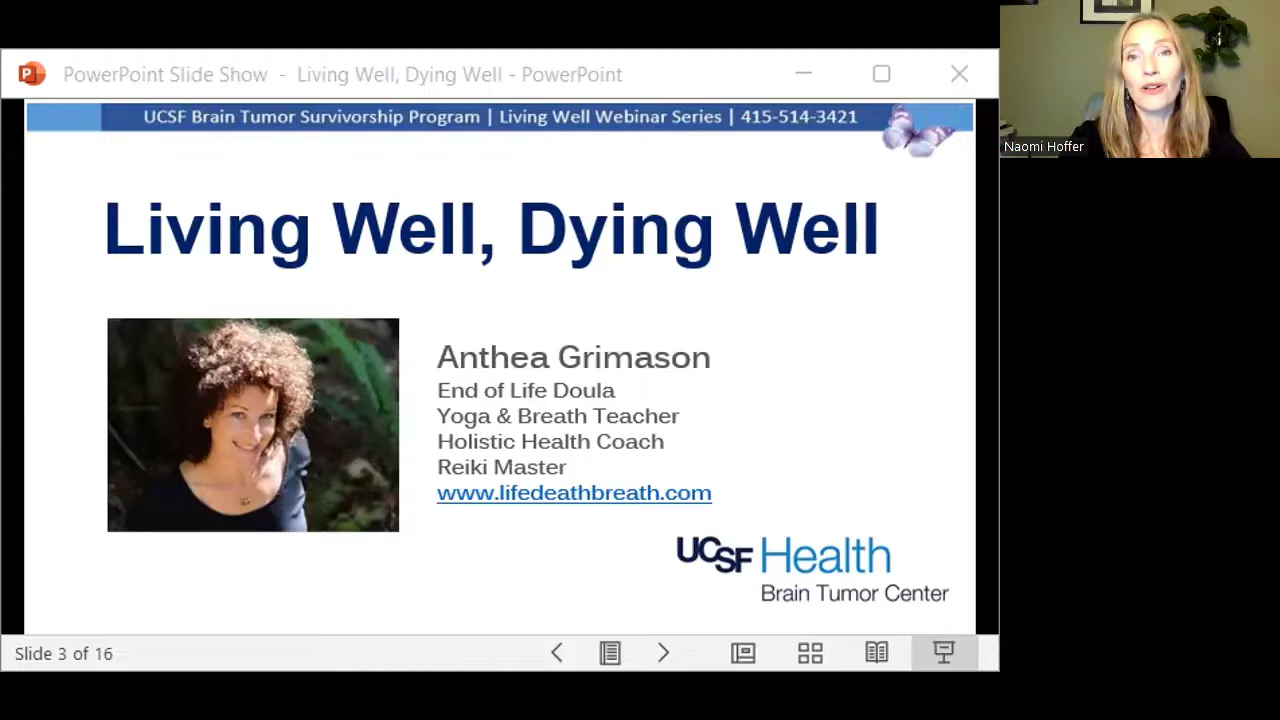 PowerPoint Slide Show - Living Well, Dying Well - PowerPoint
Naomi Hoffer
UCSF Brain Tumor Survivorship Program | Living Well Webinar Series | 415-514-3421
Living Well, Dying Well
Anthea Grimason
End of Life Doula
Yoga & Breath Teacher
Holistic Health Coach
Reiki Master
www.lifedeathbreath.com
UCSF Health
Brain Tumor Center
Slide 3 of 16